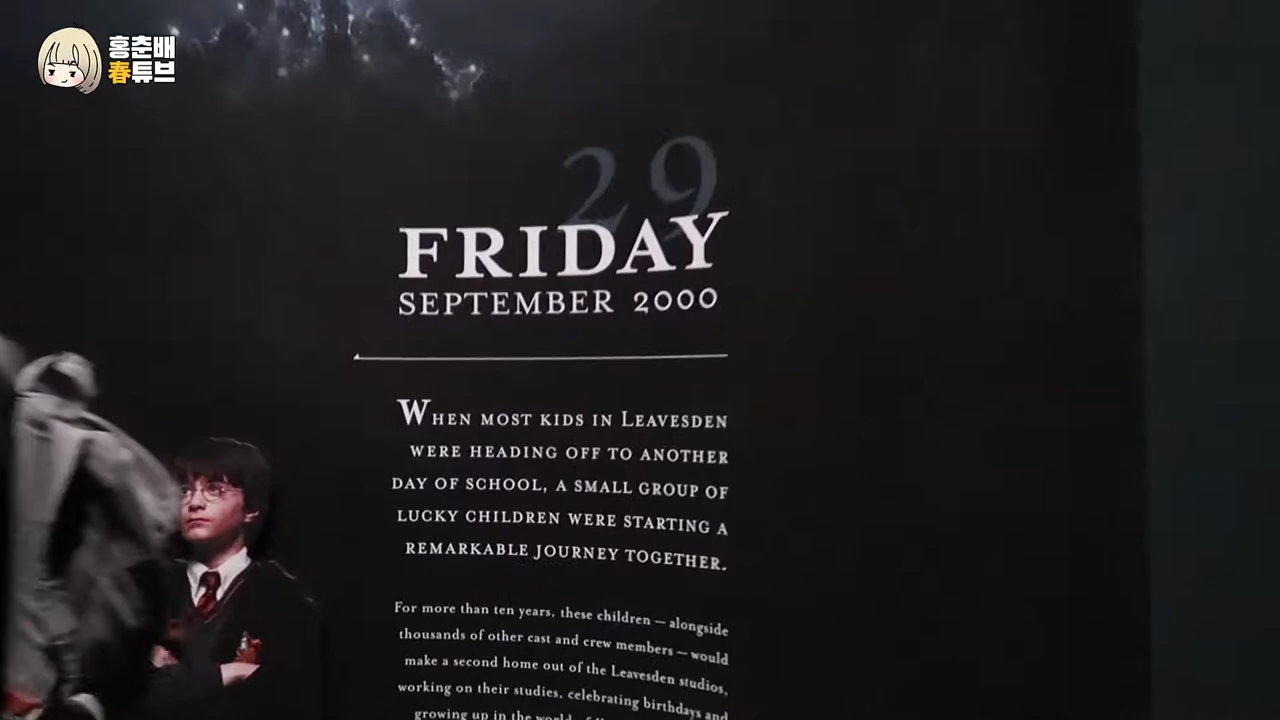 홍춘배
春튜브
29
FRIDAY
SEPTEMBER 2000
WHEN MOST KIDS IN LEAVESDEN
WERE HEADING OFF TO ANOTHER
DAY OF SCHOOL, A SMALL GROUP OF
LUCKY CHILDREN WERE STARTING A
REMARKABLE JOURNEY TOGETHER.
For more than ten years, these children — alongside
thousands of other cast and crew members — would
make a second home out of the Leavesden studios,
working on their studies, celebrating birthdays and
growing up in the world of